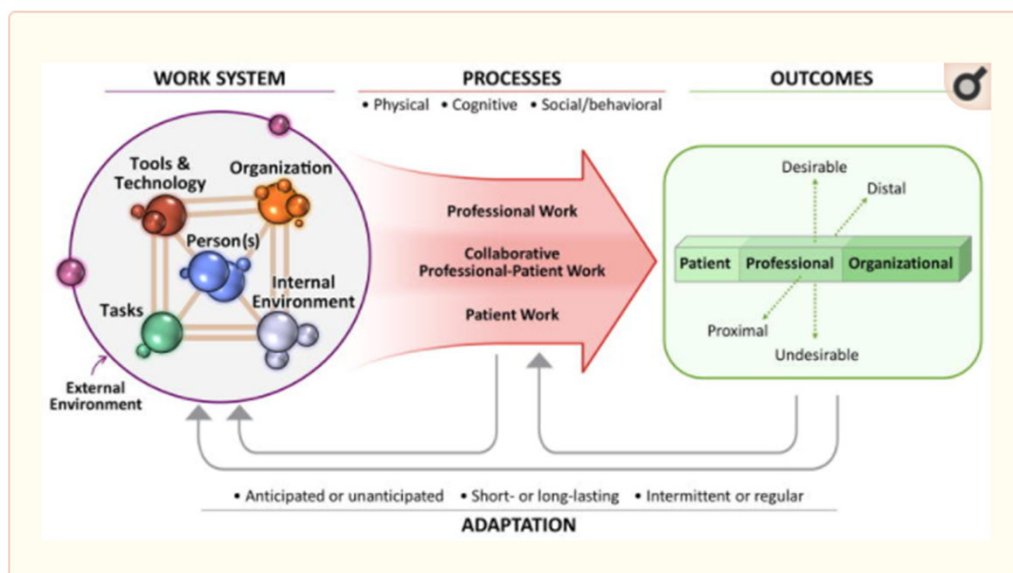 WORK SYSTEM
PROCESSES
OUTCOMES
• Physical • Cognitive • Social/behavioral
Tools &
Technology
Organization
Person(s)
Internal
Environment
Tasks
External
Environment
Professional Work
Collaborative
Professional-Patient Work
Patient Work
Desirable
Distal
Patient Professional Organizational
Proximal
Undesirable
• Anticipated or unanticipated • Short- or long-lasting • Intermittent or regular
ADAPTATION